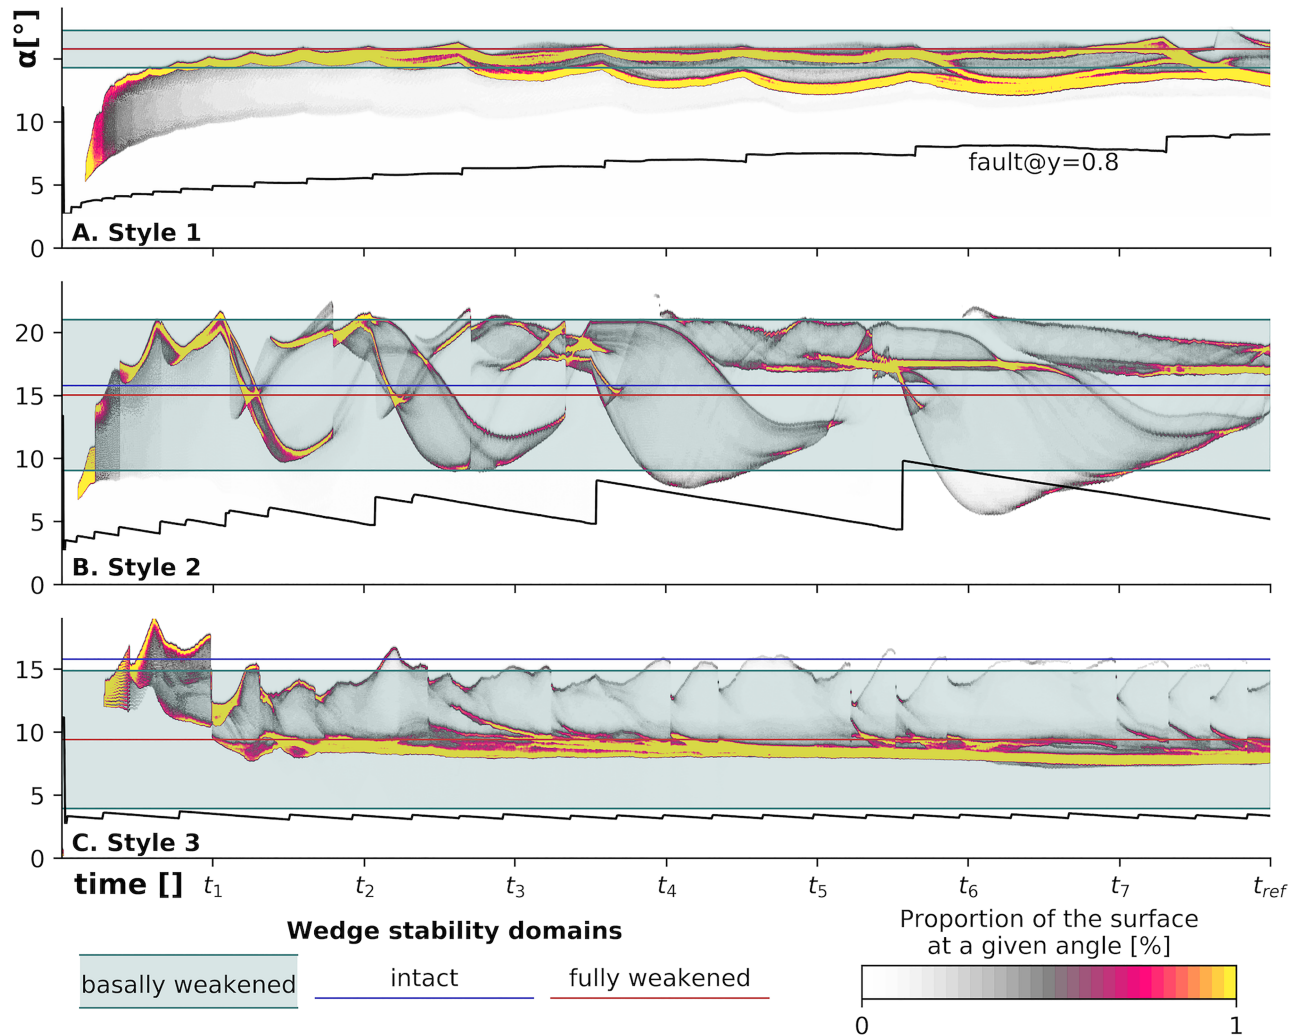 α[°]
10
5
0
fault@y=0.8
A. Style 1
20
15
10
5
0
B. Style 2
15
10
5
0
C. Style 3
time [] t1 t2 t3 t4 t5 t6 t7 tref
Wedge stability domains
basally weakened intact fully weakened
Proportion of the surface
at a given angle [%]
0 1